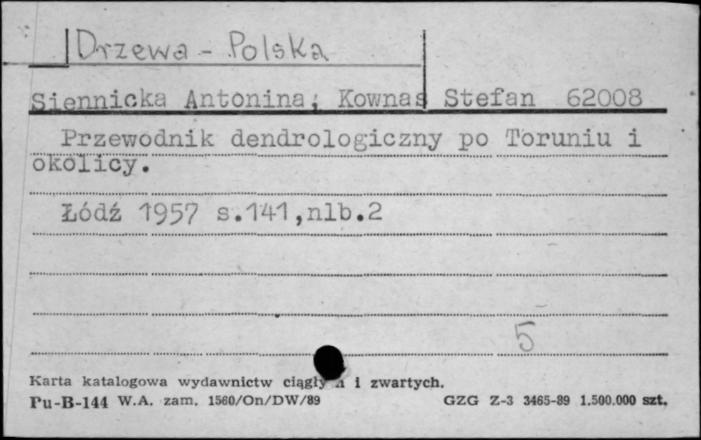 Drzewa - Polska
Siennicka Antonina; Kownas Stefan 62008
Przewodnik dendrologiczny po Toruniu i
okolicy.
Łódź 1957 s.141,nlb.2
5
Karta katalogowa wydawnictw ciągłych i zwartych.
Pu-B-144 W.A. zam. 1560/On/DW/89 GZG Z-3 3465-89 1.500.000 szt.